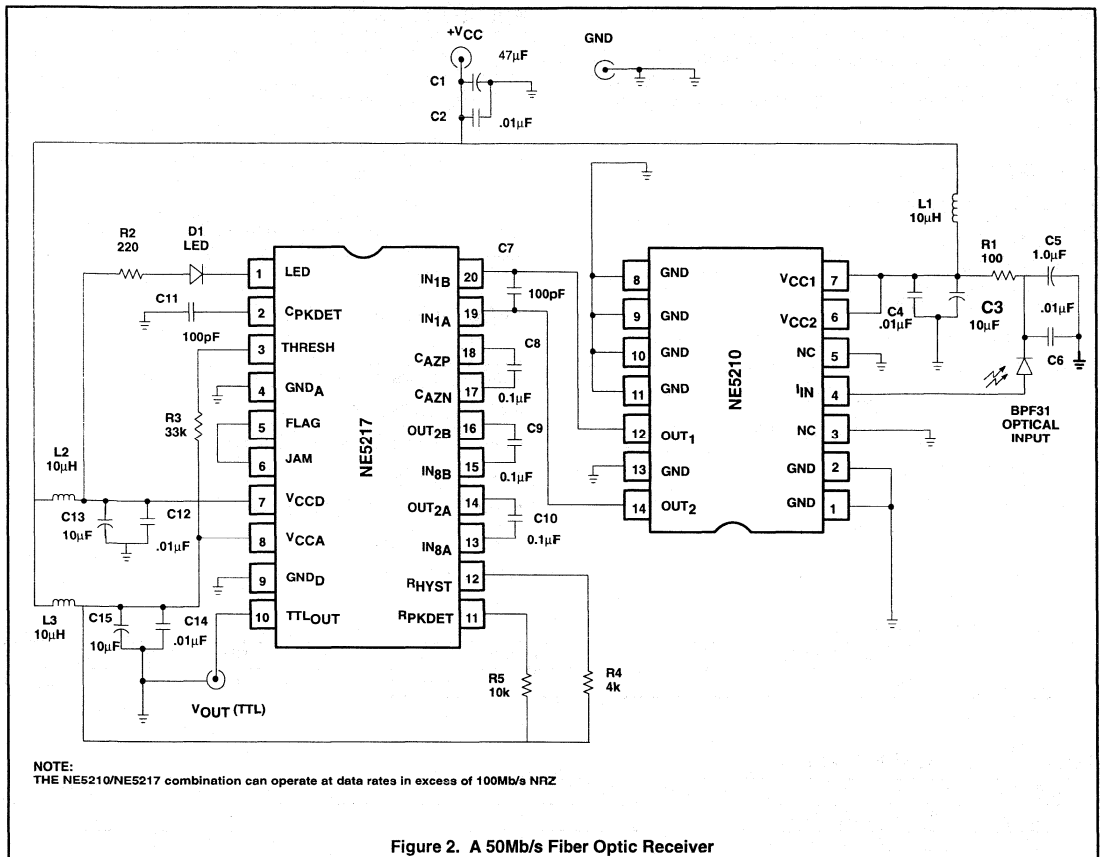 +VCC
GND
47µF
C1
C2
.01µF
L1
10µH
R2
220
D1
LED
C7
R1
100
C5
1.0µF
1
LED
IN1B
20
8
GND
VCC1
7
C11
100pF
2
CPKDET
IN1A
19
100pF
9
GND
VCC2
6
C4
.01µF
C3
10µF
.01µF
C6
3
THRESH
CAZP
18
C8
0.1µF
10
GND
NC
5
4
GNDA
CAZN
17
11
GND
IIN
4
BPF31
OPTICAL
INPUT
R3
33k
5
FLAG
OUT2B
16
C9
0.1µF
12
OUT1
NC
3
6
JAM
IN8B
15
13
GND
GND
2
L2
10µH
7
VCCD
OUT2A
14
C10
0.1µF
14
OUT2
GND
1
C13
10µF
C12
.01µF
8
VCCA
IN8A
13
NE5217
NE5210
9
GNDD
RHYST
12
L3
10µH
C15
10µF
C14
.01µF
10
TTLOUT
RPKDET
11
R5
10k
R4
4k
VOUT (TTL)
NOTE:
THE NE5210/NE5217 combination can operate at data rates in excess of 100Mb/s NRZ
Figure 2. A 50Mb/s Fiber Optic Receiver